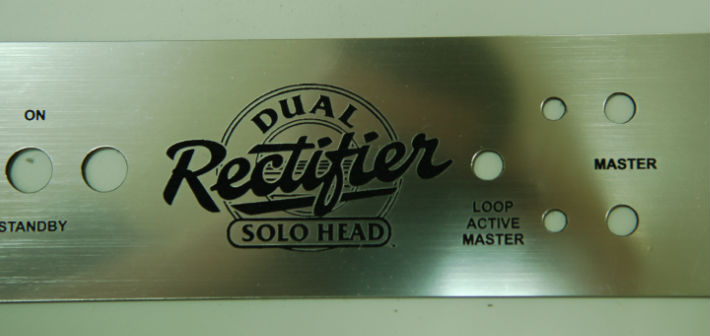 ON
STANDBY
DUAL
Rectifier
SOLO HEAD
LOOP
ACTIVE
MASTER
MASTER